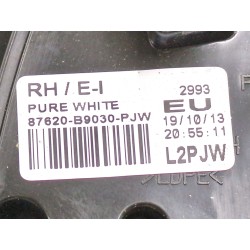 RH / E-I 2993
PURE WHITE EU
87620-B9030-PJW 19/10/13
20:55:11
L2PJW